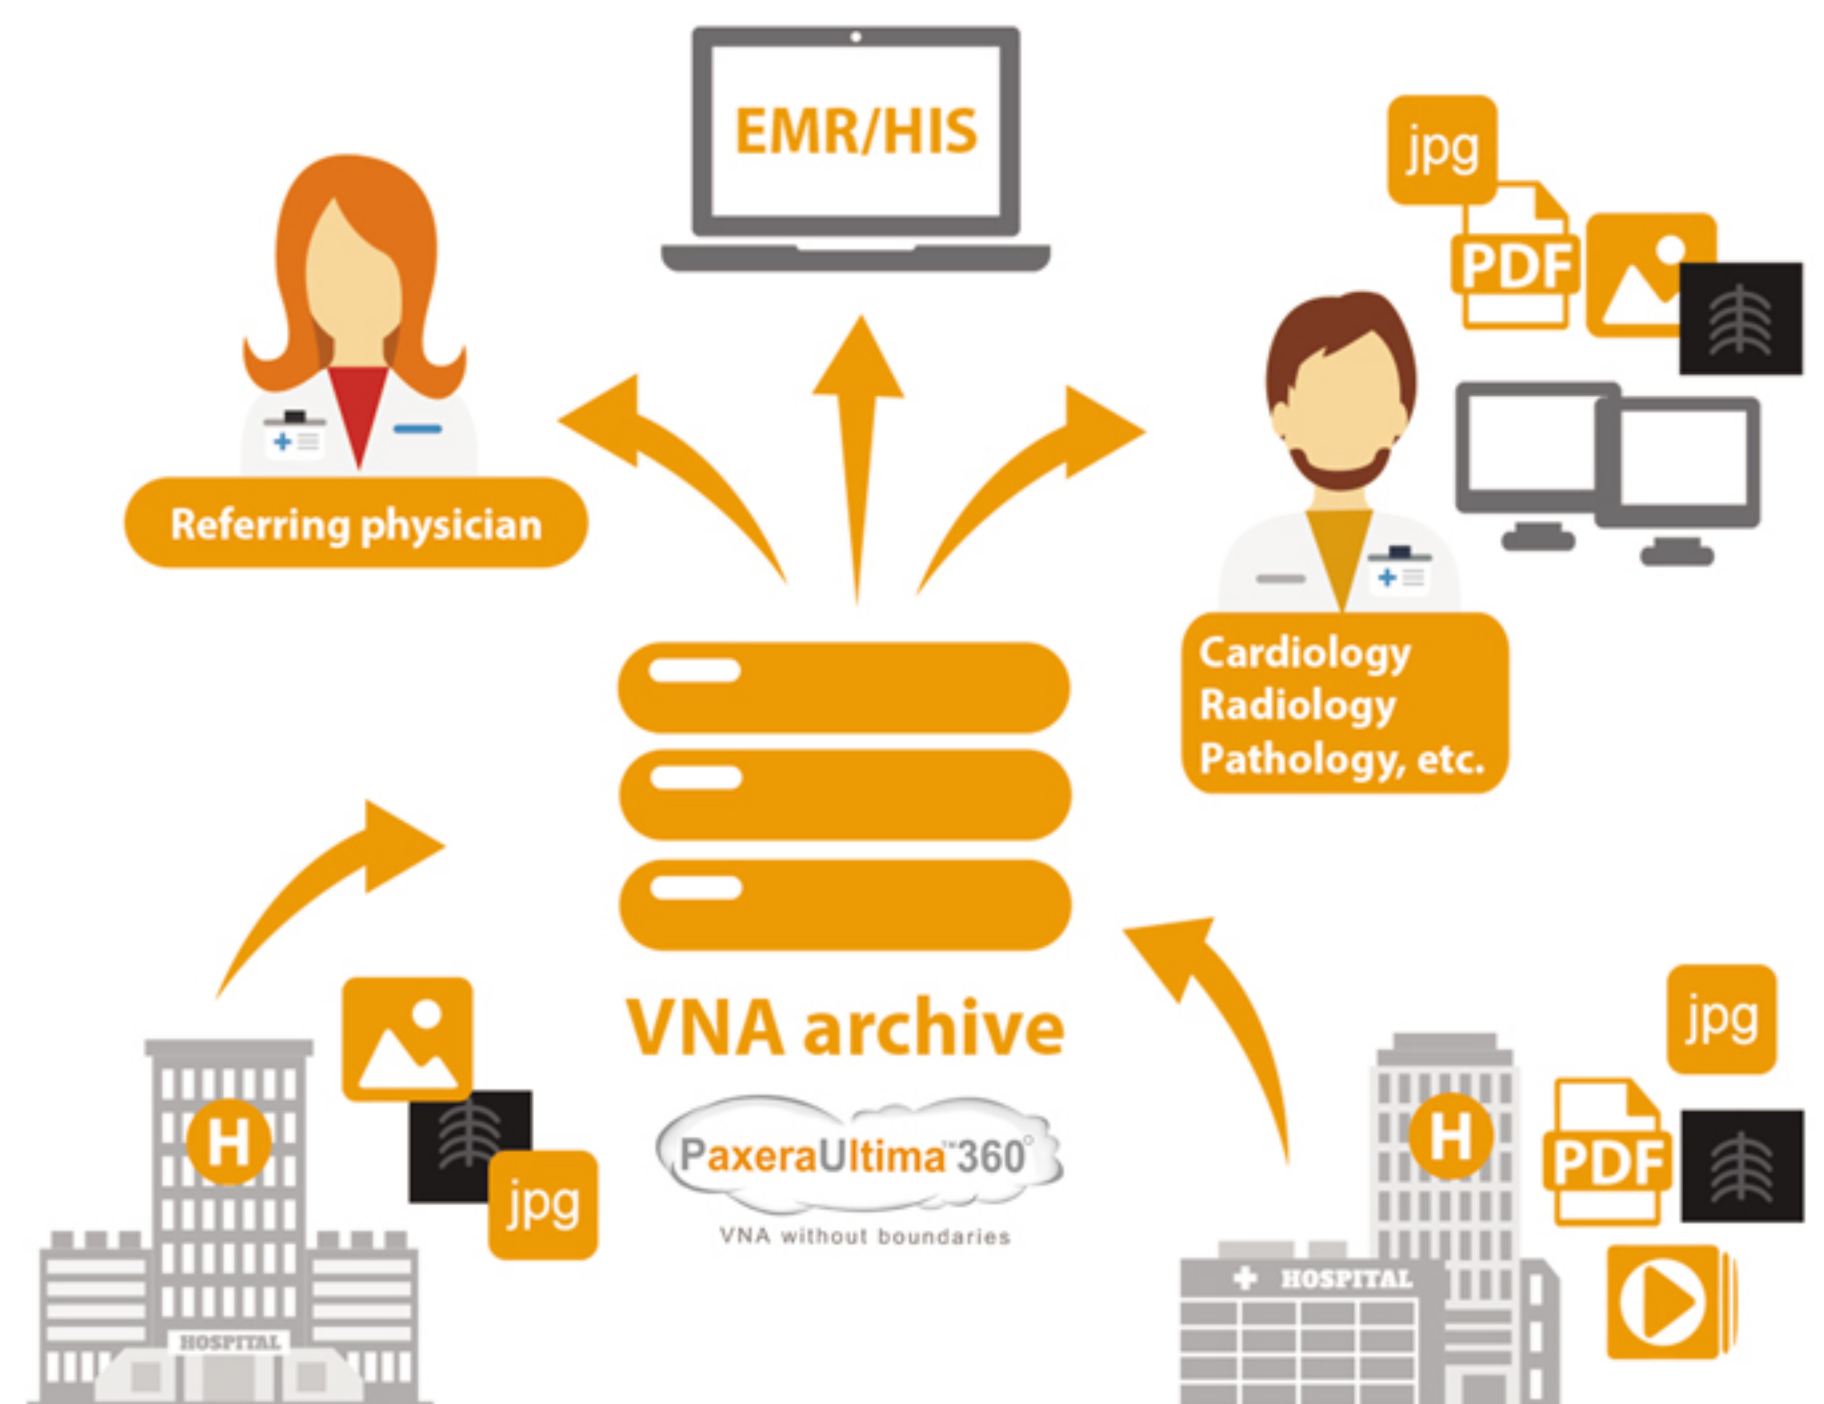 EMR/HIS
jpg
PDF
Referring physician
Cardiology
Radiology
Pathology, etc.
VNA archive
PaxeraUltima™360°
VNA without boundaries
H
jpg
HOSPITAL
jpg
H
PDF
HOSPITAL